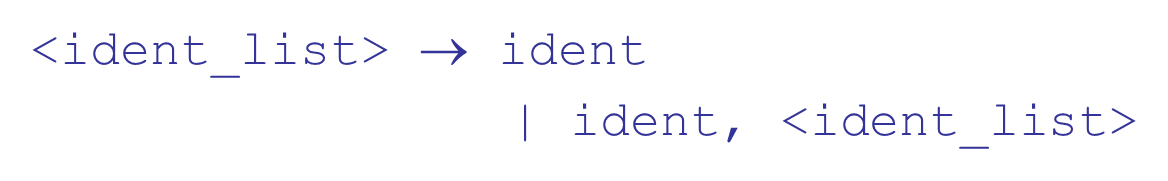 <ident_list> → ident
| ident, <ident_list>